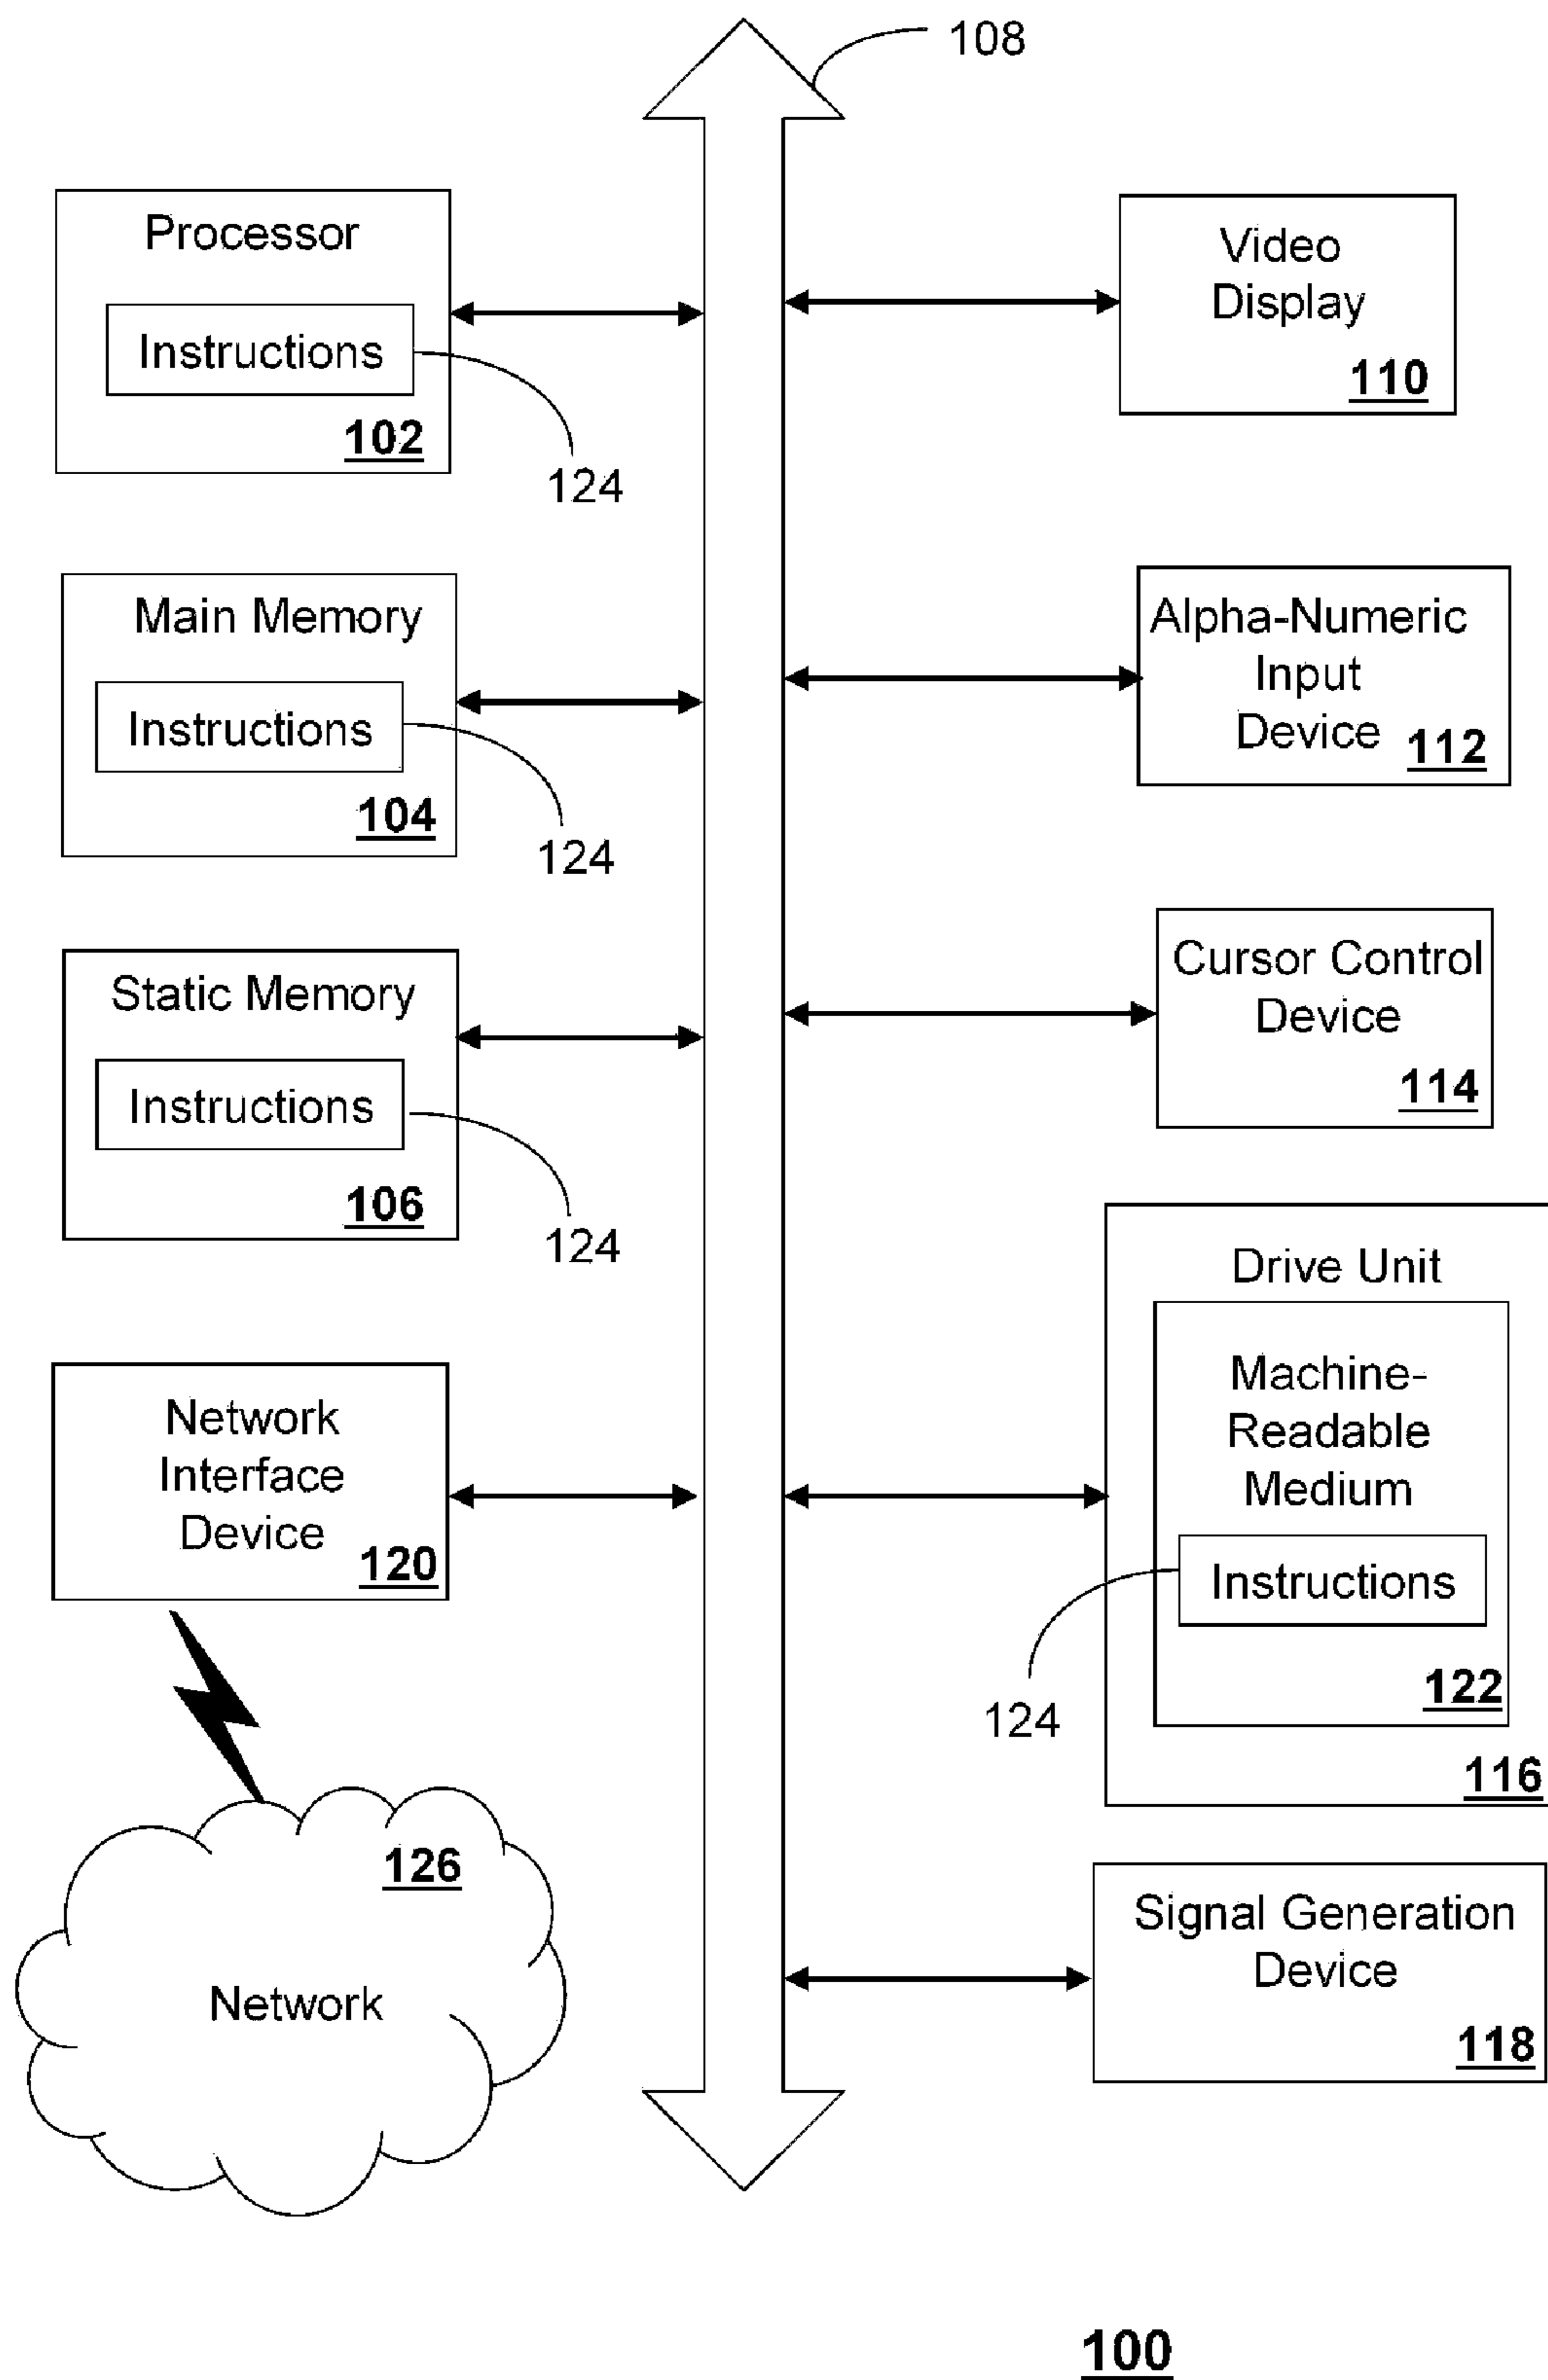 108
Processor
Instructions
102
124
Main Memory
Instructions
104
124
Static Memory
Instructions
106
124
Network
Interface
Device
120
126
Network
Video
Display
110
Alpha-Numeric
Input
Device
112
Cursor Control
Device
114
Drive Unit
Machine-
Readable
Medium
Instructions
122
124
116
Signal Generation
Device
118
100